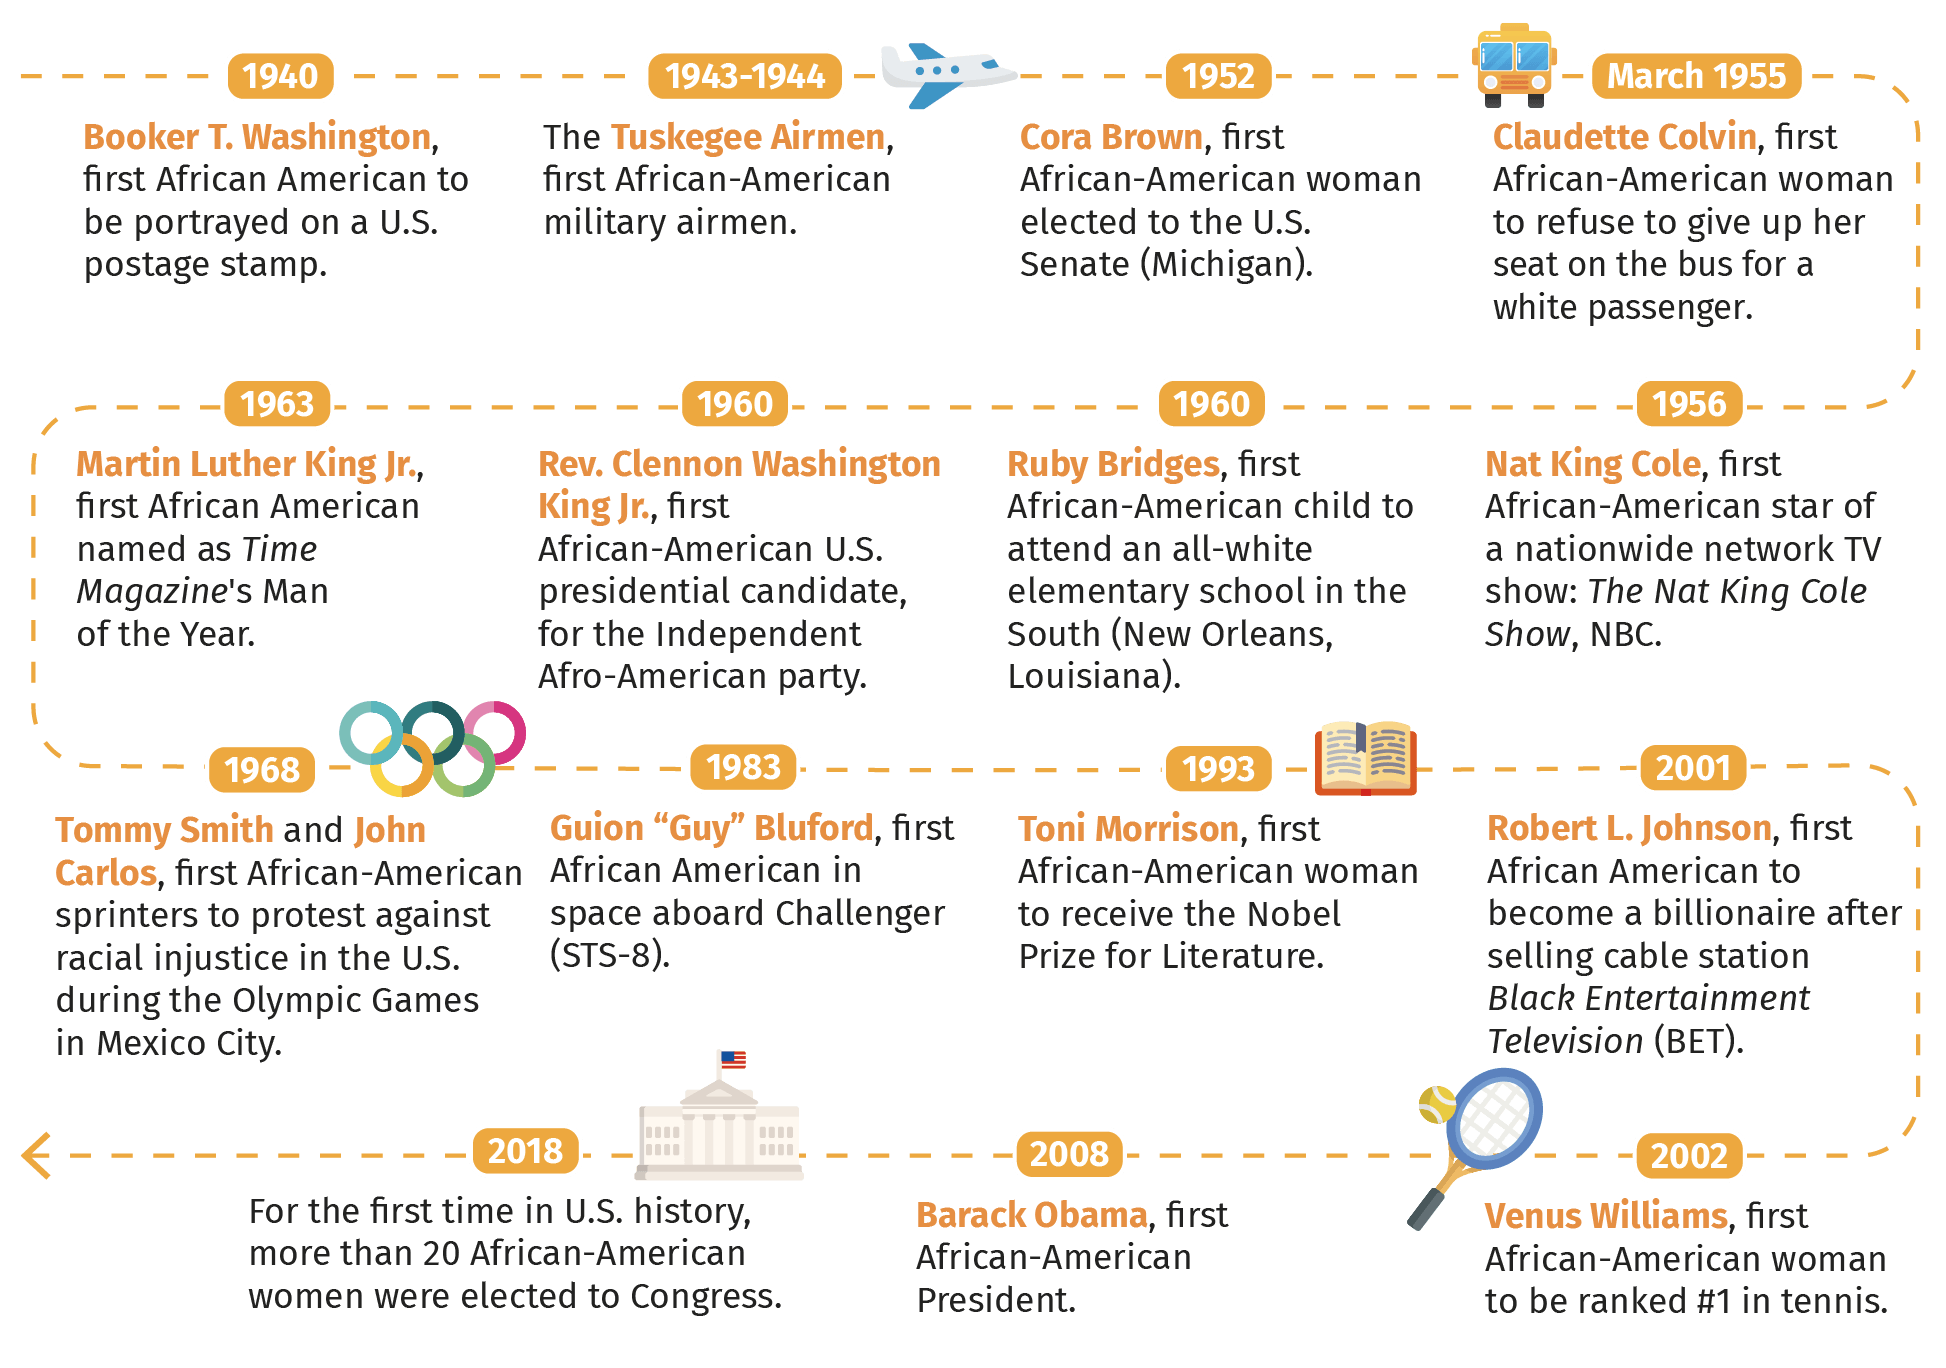 1940
Booker T. Washington,
first African American to
be portrayed on a U.S.
postage stamp.
1943-1944
The Tuskegee Airmen,
first African-American
military airmen.
1952
Cora Brown, first
African-American woman
elected to the U.S.
Senate (Michigan).
March 1955
Claudette Colvin, first
African-American woman
to refuse to give up her
seat on the bus for a
white passenger.
1956
Nat King Cole, first
African-American star of
a nationwide network TV
show: The Nat King Cole
Show, NBC.
1960
Ruby Bridges, first
African-American child to
attend an all-white
elementary school in the
South (New Orleans,
Louisiana).
1960
Rev. Clennon Washington
King Jr., first
African-American U.S.
presidential candidate,
for the Independent
Afro-American party.
1963
Martin Luther King Jr.,
first African American
named as Time
Magazine's Man
of the Year.
1968
Tommy Smith and John
Carlos, first African-American
sprinters to protest against
racial injustice in the U.S.
during the Olympic Games
in Mexico City.
1983
Guion “Guy” Bluford, first
African American in
space aboard Challenger
(STS-8).
1993
Toni Morrison, first
African-American woman
to receive the Nobel
Prize for Literature.
2001
Robert L. Johnson, first
African American to
become a billionaire after
selling cable station
Black Entertainment
Television (BET).
2002
Venus Williams, first
African-American woman
to be ranked #1 in tennis.
2008
Barack Obama, first
African-American
President.
2018
For the first time in U.S. history,
more than 20 African-American
women were elected to Congress.